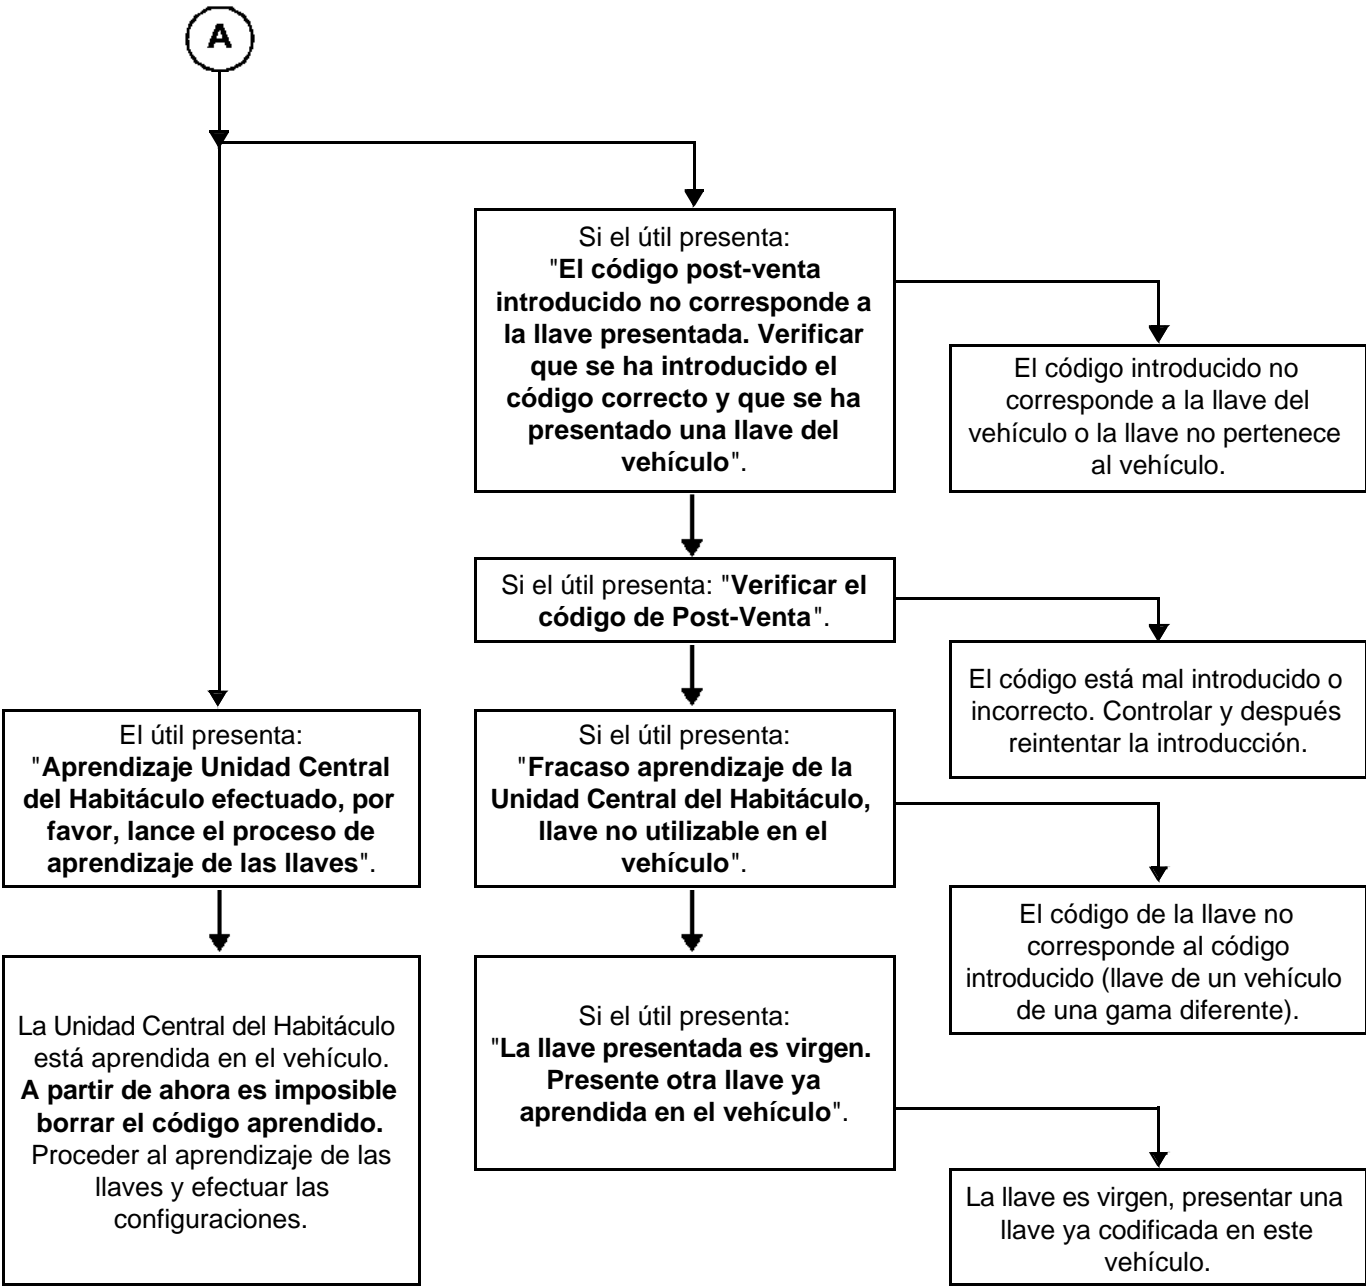 A
Si el útil presenta:
"El código post-venta
introducido no corresponde a
la llave presentada. Verificar
que se ha introducido el
código correcto y que se ha
presentado una llave del
vehículo".
El código introducido no
corresponde a la llave del
vehículo o la llave no pertenece
al vehículo.
Si el útil presenta: "Verificar el
código de Post-Venta".
El código está mal introducido o
incorrecto. Controlar y después
reintentar la introducción.
El útil presenta:
"Aprendizaje Unidad Central
del Habitáculo efectuado, por
favor, lance el proceso de
aprendizaje de las llaves".
Si el útil presenta:
"Fracaso aprendizaje de la
Unidad Central del Habitáculo,
llave no utilizable en el
vehículo".
El código de la llave no
corresponde al código
introducido (llave de un vehículo
de una gama diferente).
La Unidad Central del Habitáculo
está aprendida en el vehículo.
A partir de ahora es imposible
borrar el código aprendido.
Proceder al aprendizaje de las
llaves y efectuar las
configuraciones.
Si el útil presenta:
"La llave presentada es virgen.
Presente otra llave ya
aprendida en el vehículo".
La llave es virgen, presentar una
llave ya codificada en este
vehículo.